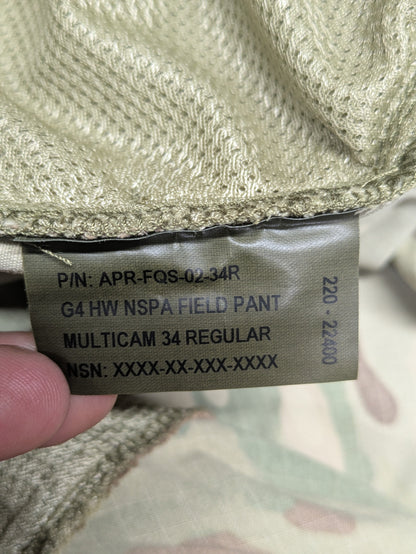 P/N: APR-FQS-02-34R
G4 HW NSPA FIELD PANT
MULTICAM 34 REGULAR
NSN: XXXX-XX-XXX-XXXX
220 - 22400